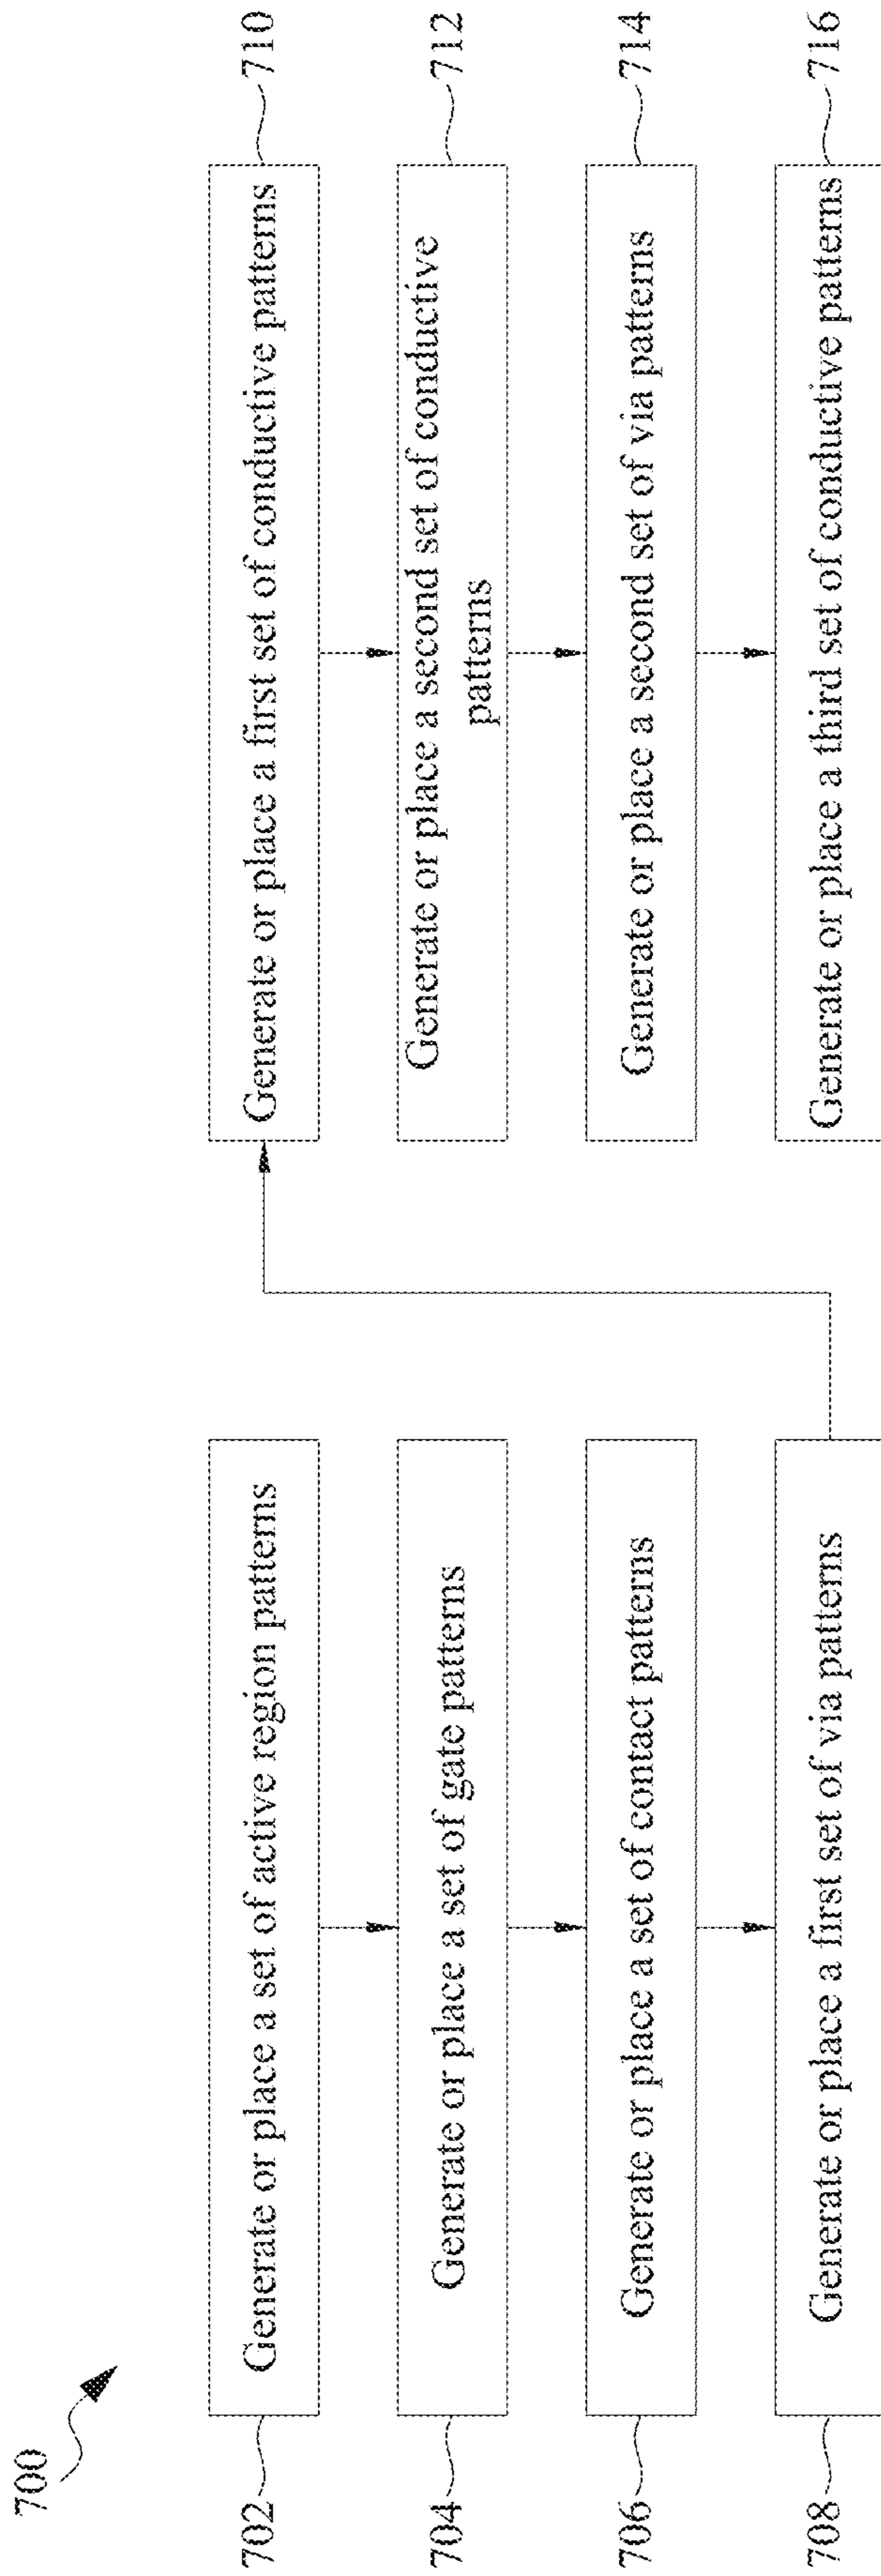 700
702
Generate or place a set of active region patterns
704
Generate or place a set of gate patterns
706
Generate or place a set of contact patterns
708
Generate or place a first set of via patterns
Generate or place a first set of conductive patterns
710
Generate or place a second set of conductive
patterns
712
Generate or place a second set of via patterns
714
Generate or place a third set of conductive patterns
716